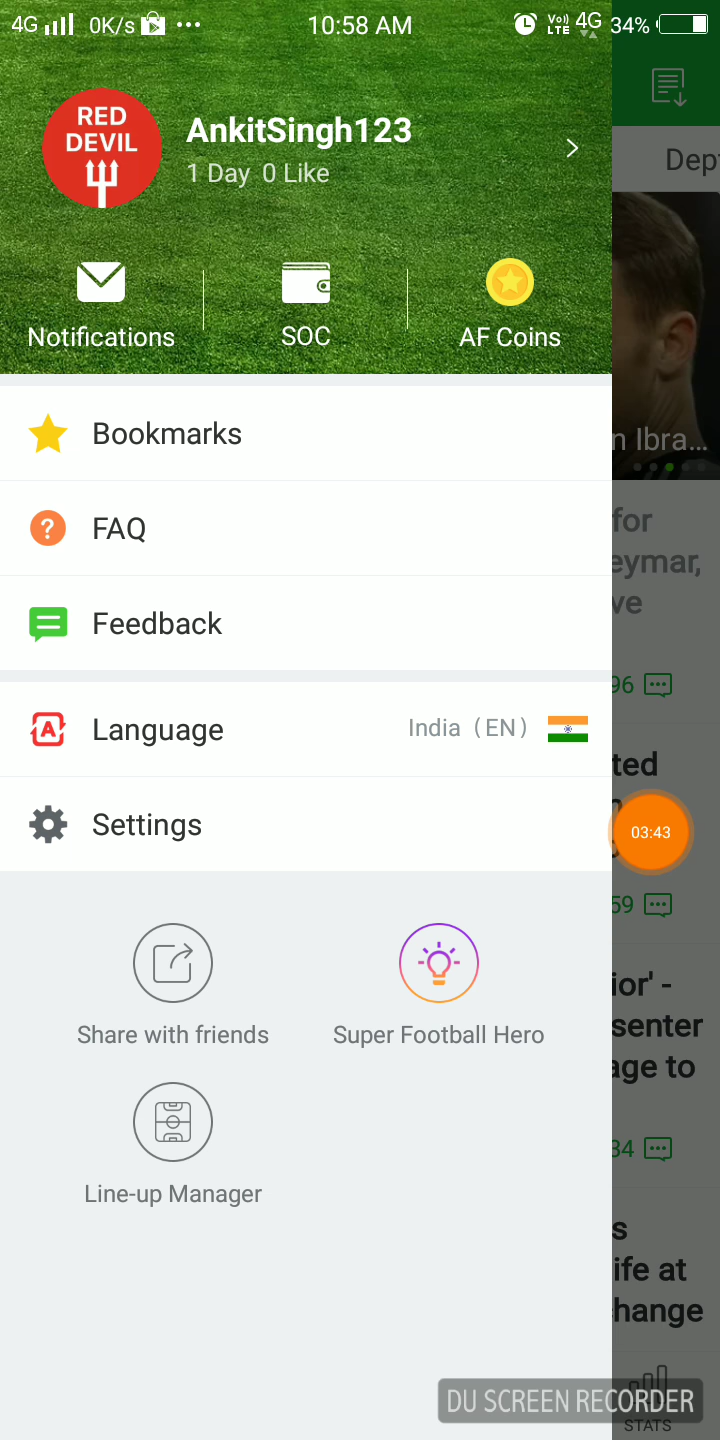 4G 0K/s 10:58 AM Vo)) LTE 4G 34%
RED
DEVIL
AnkitSingh123
1 Day 0 Like
Notifications
SOC
AF Coins
Bookmarks
FAQ
Feedback
Language
India (EN)
Settings
Share with friends
Super Football Hero
Line-up Manager
Dept
n Ibra...
for
eymar,
ve
96
ted
03:43
59
ior' -
senter
age to
34
s
ife at
hange
DU SCREEN RECORDER
STATS